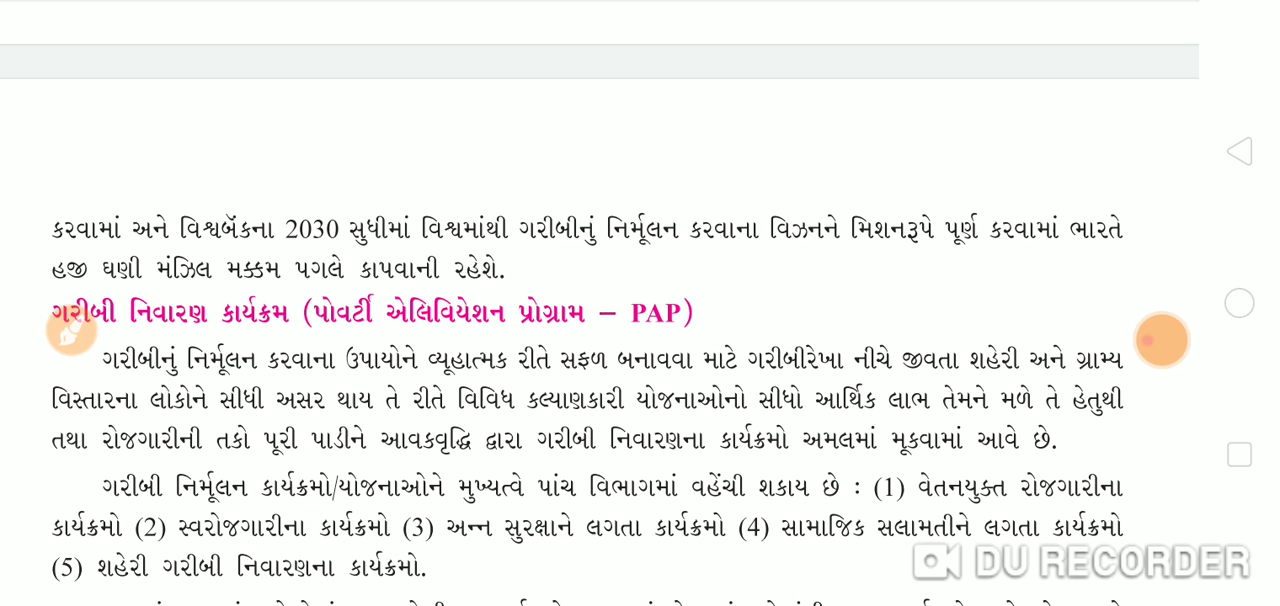 કરવામાં અને વિશ્વબૅંકના 2030 સુધીમાં વિશ્વમાંથી ગરીબીનું નિર્મૂલન કરવાના વિઝનને મિશનરૂપે પૂર્ણ કરવામાં ભારતે
હજી ઘણી મંઝિલ મક્કમ પગલે કાપવાની રહેશે.
ગરીબી નિવારણ કાર્યક્રમ (પોવર્ટી એલિવિયેશન પ્રોગ્રામ – PAP)
ગરીબીનું નિર્મૂલન કરવાના ઉપાયોને વ્યૂહાત્મક રીતે સફળ બનાવવા માટે ગરીબીરેખા નીચે જીવતા શહેરી અને ગ્રામ્ય
વિસ્તારના લોકોને સીધી અસર થાય તે રીતે વિવિધ કલ્યાણકારી યોજનાઓનો સીધો આર્થિક લાભ તેમને મળે તે હેતુથી
તથા રોજગારીની તકો પૂરી પાડીને આવકવૃદ્ધિ દ્વારા ગરીબી નિવારણના કાર્યક્રમો અમલમાં મૂકવામાં આવે છે.
ગરીબી નિર્મૂલન કાર્યક્રમો/યોજનાઓને મુખ્યત્વે પાંચ વિભાગમાં વહેંચી શકાય છે : (1) વેતનયુક્ત રોજગારીના
કાર્યક્રમો (2) સ્વરોજગારીના કાર્યક્રમો (3) અન્ન સુરક્ષાને લગતા કાર્યક્રમો (4) સામાજિક સલામતીને લગતા કાર્યક્રમો
(5) શહેરી ગરીબી નિવારણના કાર્યક્રમો.
DU RECORDER